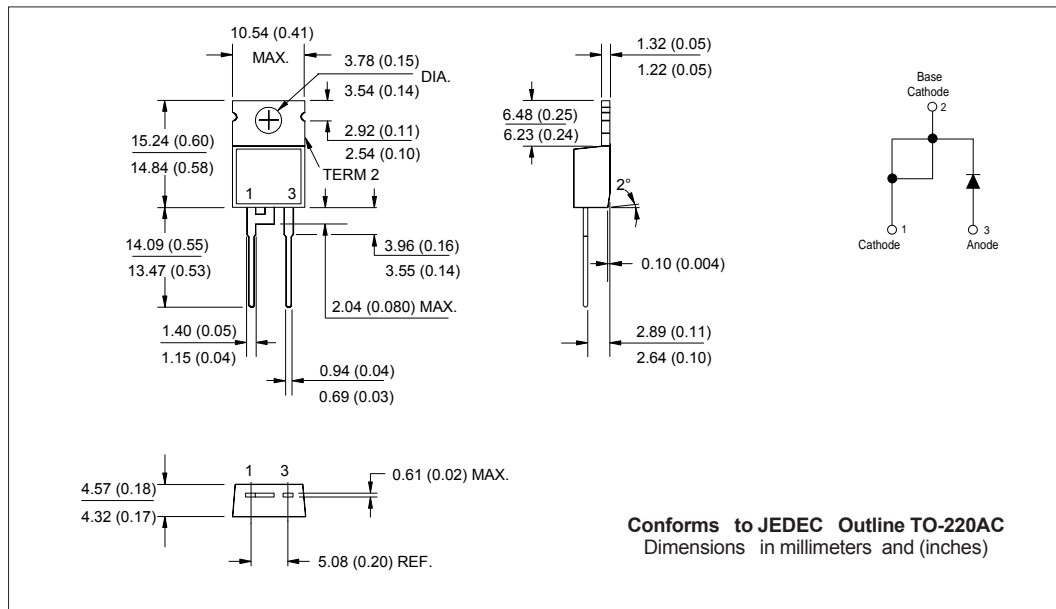 10.54 (0.41)
MAX.
3.78 (0.15)
3.54 (0.14)
DIA.
2.92 (0.11)
2.54 (0.10)
TERM 2
15.24 (0.60)
14.84 (0.58)
1 3
14.09 (0.55)
13.47 (0.53)
3.96 (0.16)
3.55 (0.14)
2.04 (0.080) MAX.
1.40 (0.05)
1.15 (0.04)
0.94 (0.04)
0.69 (0.03)
1.32 (0.05)
1.22 (0.05)
6.48 (0.25)
6.23 (0.24)
2°
0.10 (0.004)
2.89 (0.11)
2.64 (0.10)
Base
Cathode
2
1
Cathode
3
Anode
1 3
4.57 (0.18)
4.32 (0.17)
0.61 (0.02) MAX.
5.08 (0.20) REF.
Conforms to JEDEC Outline TO-220AC
Dimensions in millimeters and (inches)